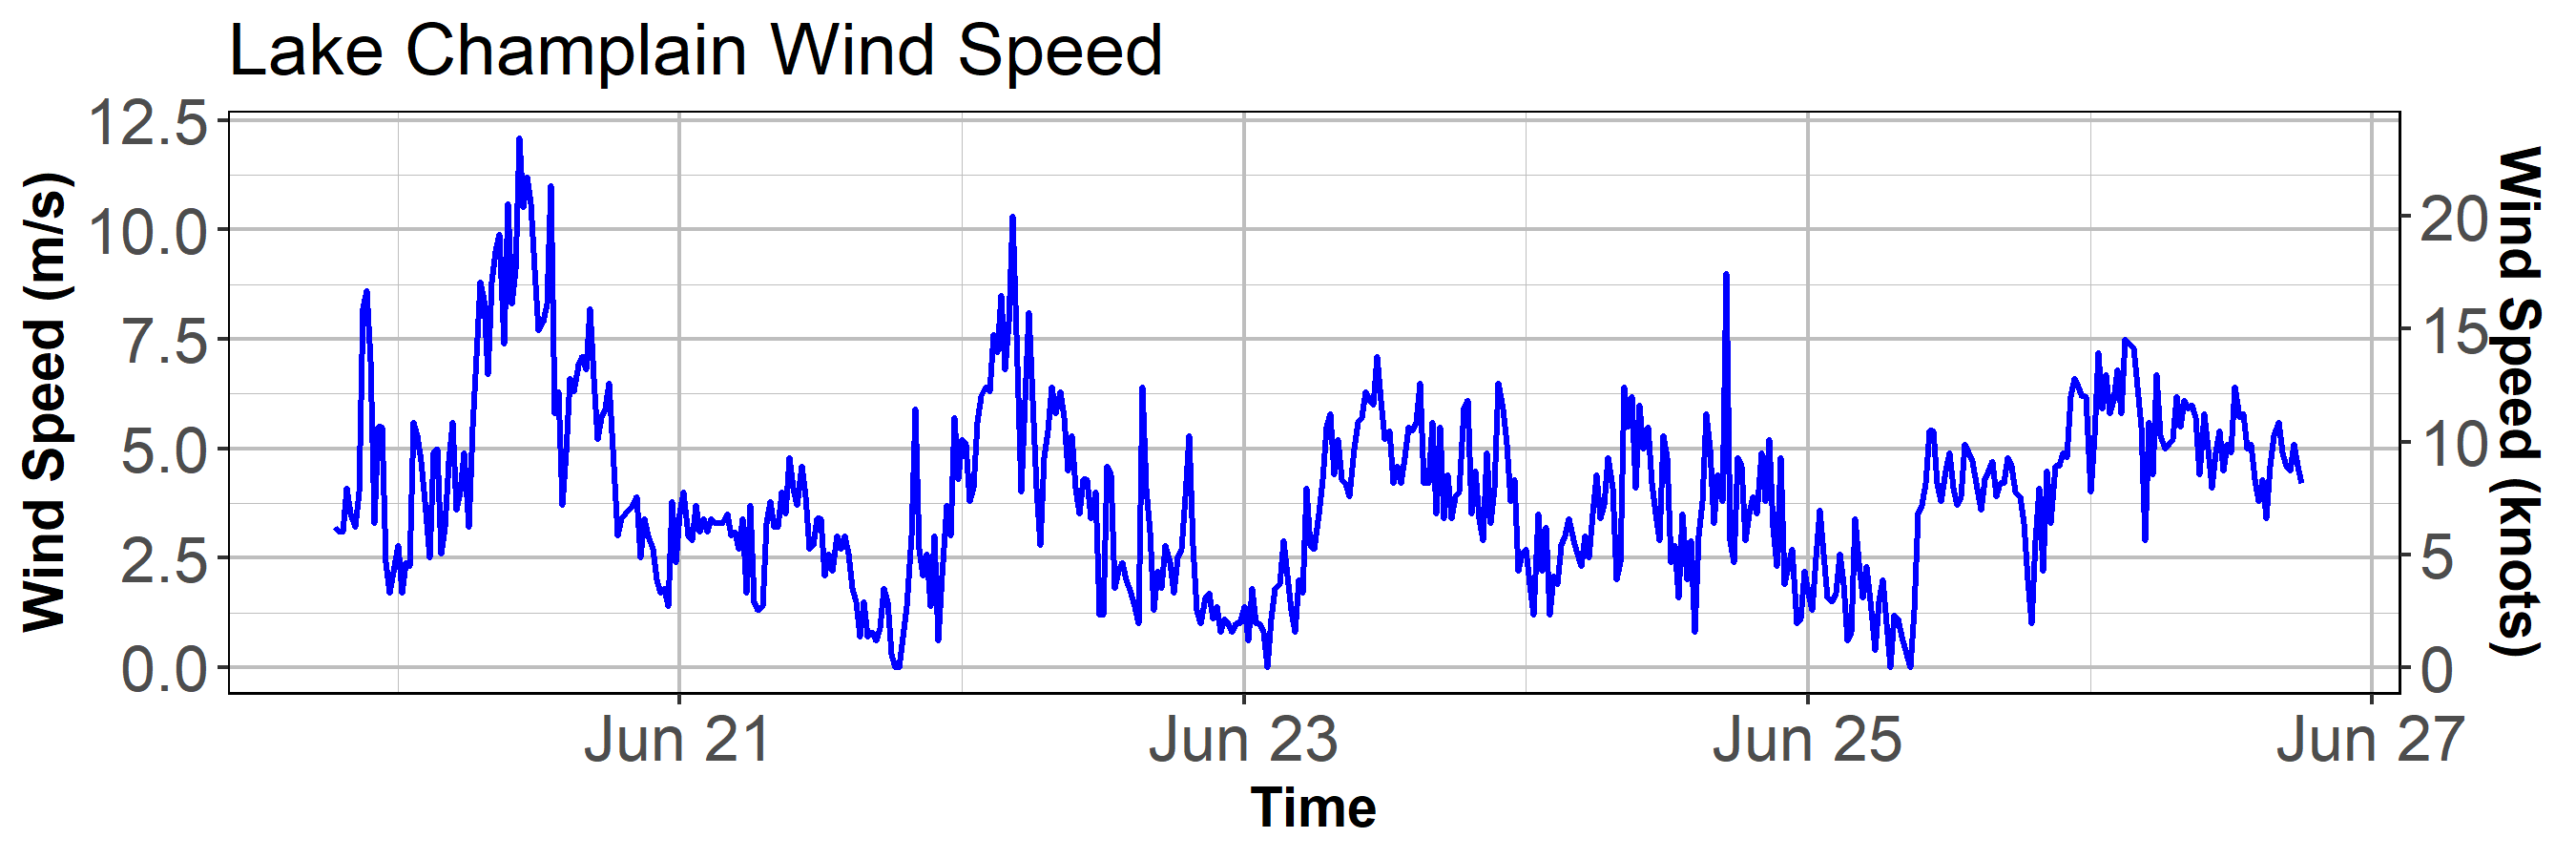 Lake Champlain Wind Speed
Wind Speed (m/s)
12.5
10.0
7.5
5.0
2.5
0.0
20
15
10
5
0
Wind Speed (knots)
Jun 21 Jun 23 Jun 25 Jun 27
Time